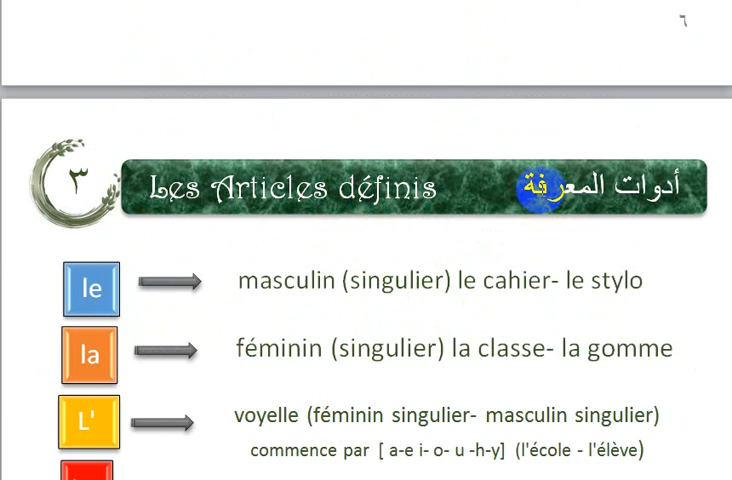 ٦
٣
Les Articles définis أدوات المعرفة
le masculin (singulier) le cahier- le stylo
la féminin (singulier) la classe- la gomme
L' voyelle (féminin singulier- masculin singulier)
commence par [ a-e i- o- u -h-y] (l'école - l'élève)